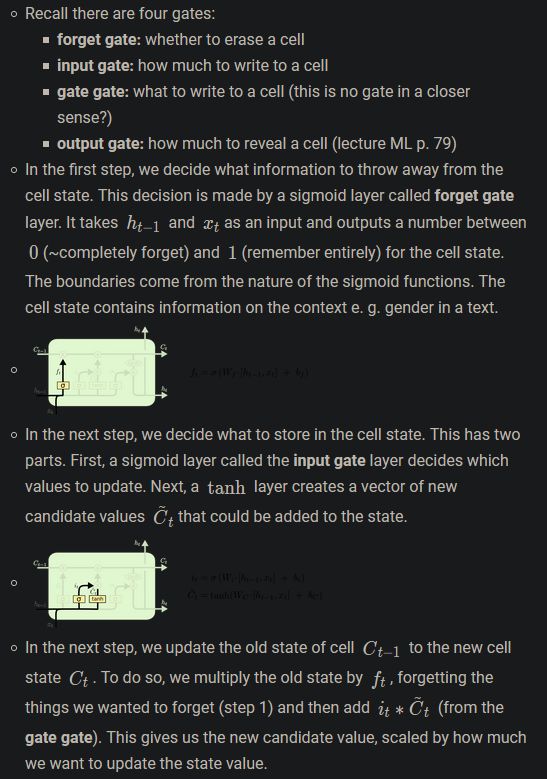 Recall there are four gates:
forget gate: whether to erase a cell
input gate: how much to write to a cell
gate gate: what to write to a cell (this is no gate in a closer
sense?)
output gate: how much to reveal a cell (lecture ML p. 79)
In the first step, we decide what information to throw away from the
cell state. This decision is made by a sigmoid layer called forget gate
layer. It takes h_{t−1} and x_t as an input and outputs a number between
0 (~completely forget) and 1 (remember entirely) for the cell state.
The boundaries come from the nature of the sigmoid functions. The
cell state contains information on the context e. g. gender in a text.
h_t
C_{t−1} C_t
f_t
σ σ tanh σ
h_{t−1} h_t
x_t
f_t = σ(W_f·[h_{t−1}, x_t] + b_f)
In the next step, we decide what to store in the cell state. This has two
parts. First, a sigmoid layer called the input gate layer decides which
values to update. Next, a tanh layer creates a vector of new
candidate values C̃_t that could be added to the state.
h_t
C_{t−1} C_t
i_t C̃_t
σ σ tanh σ
h_{t−1} h_t
x_t
i_t = σ(W_i·[h_{t−1}, x_t] + b_i)
C̃_t = tanh(W_C·[h_{t−1}, x_t] + b_C)
In the next step, we update the old state of cell C_{t−1} to the new cell
state C_t. To do so, we multiply the old state by f_t, forgetting the
things we wanted to forget (step 1) and then add i_t ∗ C̃_t (from the
gate gate). This gives us the new candidate value, scaled by how much
we want to update the state value.